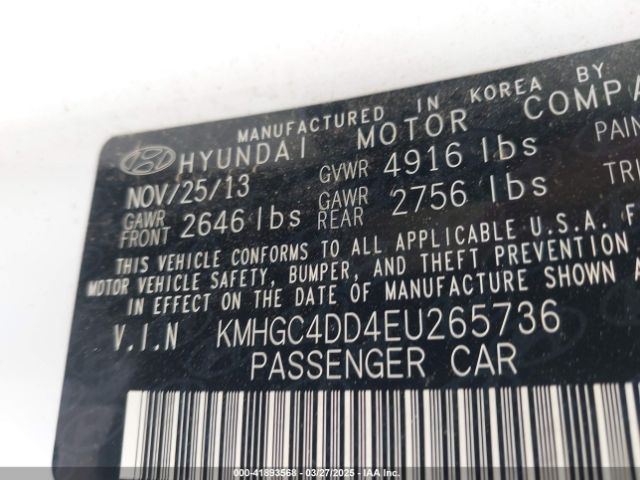 MANUFACTURED IN KOREA BY
HYUNDAI MOTOR COMPA
NOV/25/13 GVWR 4916 lbs PAIN
GAWR FRONT 2646 lbs GAWR REAR 2756 lbs TRI
THIS VEHICLE CONFORMS TO ALL APPLICABLE U.S.A. F
MOTOR VEHICLE SAFETY, BUMPER, AND THEFT PREVENTION
IN EFFECT ON THE DATE OF MANUFACTURE SHOWN A
V.I.N KMHGC4DD4EU265736
PASSENGER CAR
000-41893568 • 03/27/2025 • IAA Inc.